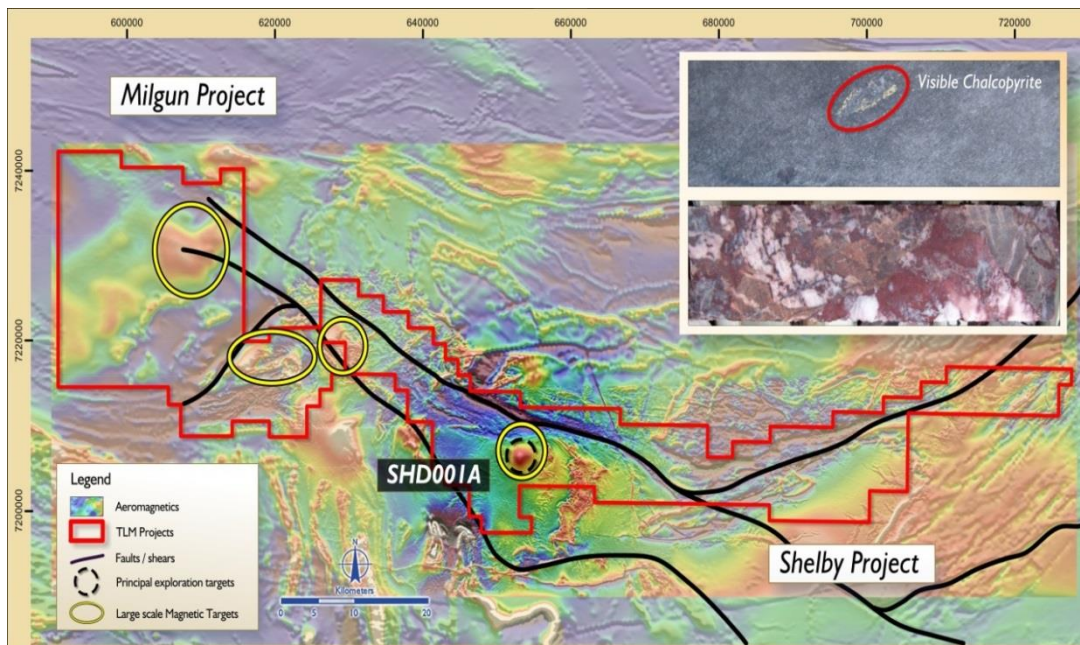 600000
620000
640000
660000
680000
700000
720000
Milgun Project
Visible Chalcopyrite
7240000
7220000
7200000
SHD001A
Shelby Project
Legend
Aeromagnetics
TLM Projects
Faults / shears
Principal exploration targets
Large scale Magnetic Targets
N
Kilometers
0 5 10 20